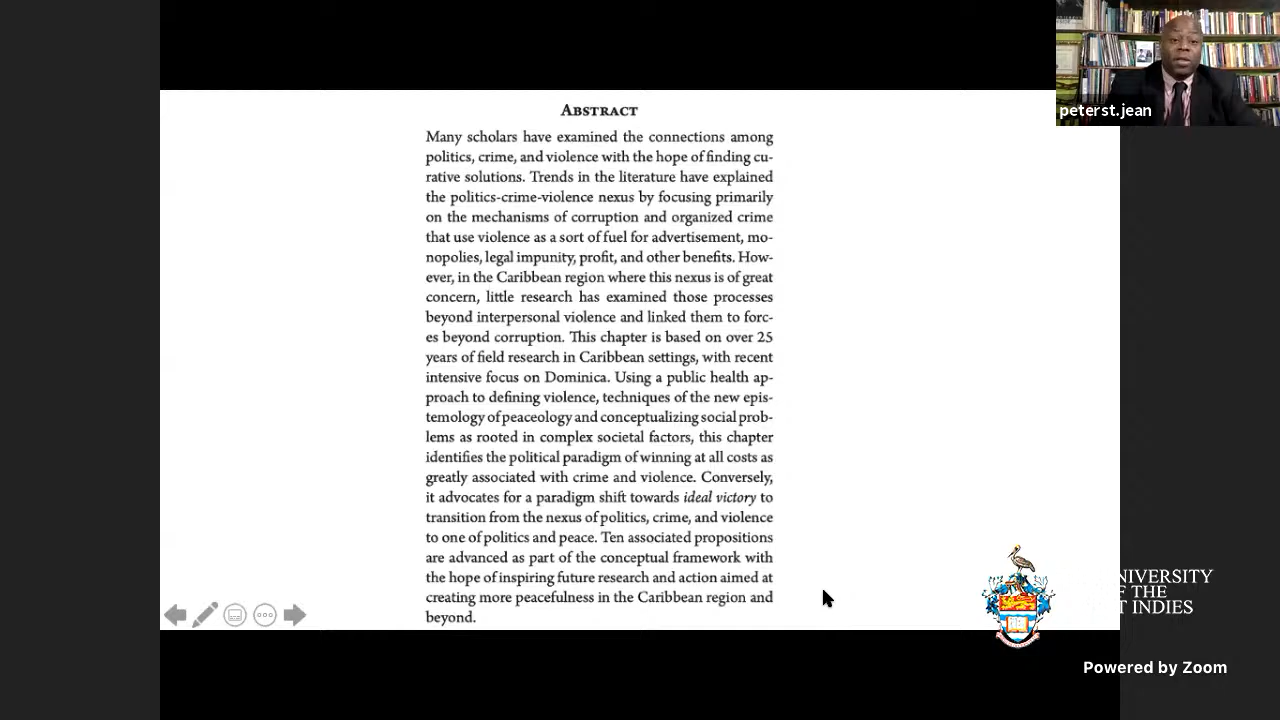 ABSTRACT
Many scholars have examined the connections among
politics, crime, and violence with the hope of finding cu-
rative solutions. Trends in the literature have explained
the politics-crime-violence nexus by focusing primarily
on the mechanisms of corruption and organized crime
that use violence as a sort of fuel for advertisement, mo-
nopolies, legal impunity, profit, and other benefits. How-
ever, in the Caribbean region where this nexus is of great
concern, little research has examined those processes
beyond interpersonal violence and linked them to forc-
es beyond corruption. This chapter is based on over 25
years of field research in Caribbean settings, with recent
intensive focus on Dominica. Using a public health ap-
proach to defining violence, techniques of the new epis-
temology of peaceology and conceptualizing social prob-
lems as rooted in complex societal factors, this chapter
identifies the political paradigm of winning at all costs as
greatly associated with crime and violence. Conversely,
it advocates for a paradigm shift towards ideal victory to
transition from the nexus of politics, crime, and violence
to one of politics and peace. Ten associated propositions
are advanced as part of the conceptual framework with
the hope of inspiring future research and action aimed at
creating more peacefulness in the Caribbean region and
beyond.
peterst.jean
NIVERSITY
F THE
T INDIES
Powered by Zoom